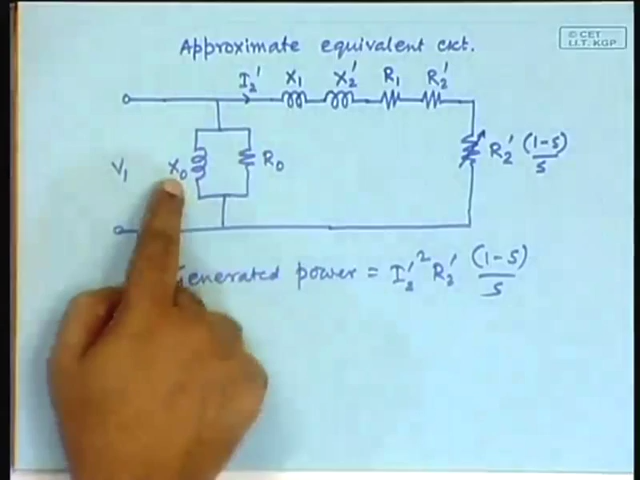 Approximate equivalent ckt.
© CET
I.I.T. KGP
I₂' X₁ X₂' R₁ R₂'
V₁ X₀ R₀ R₂' (1-s)/s
Generated power = I₂'² R₂' (1-s)/s